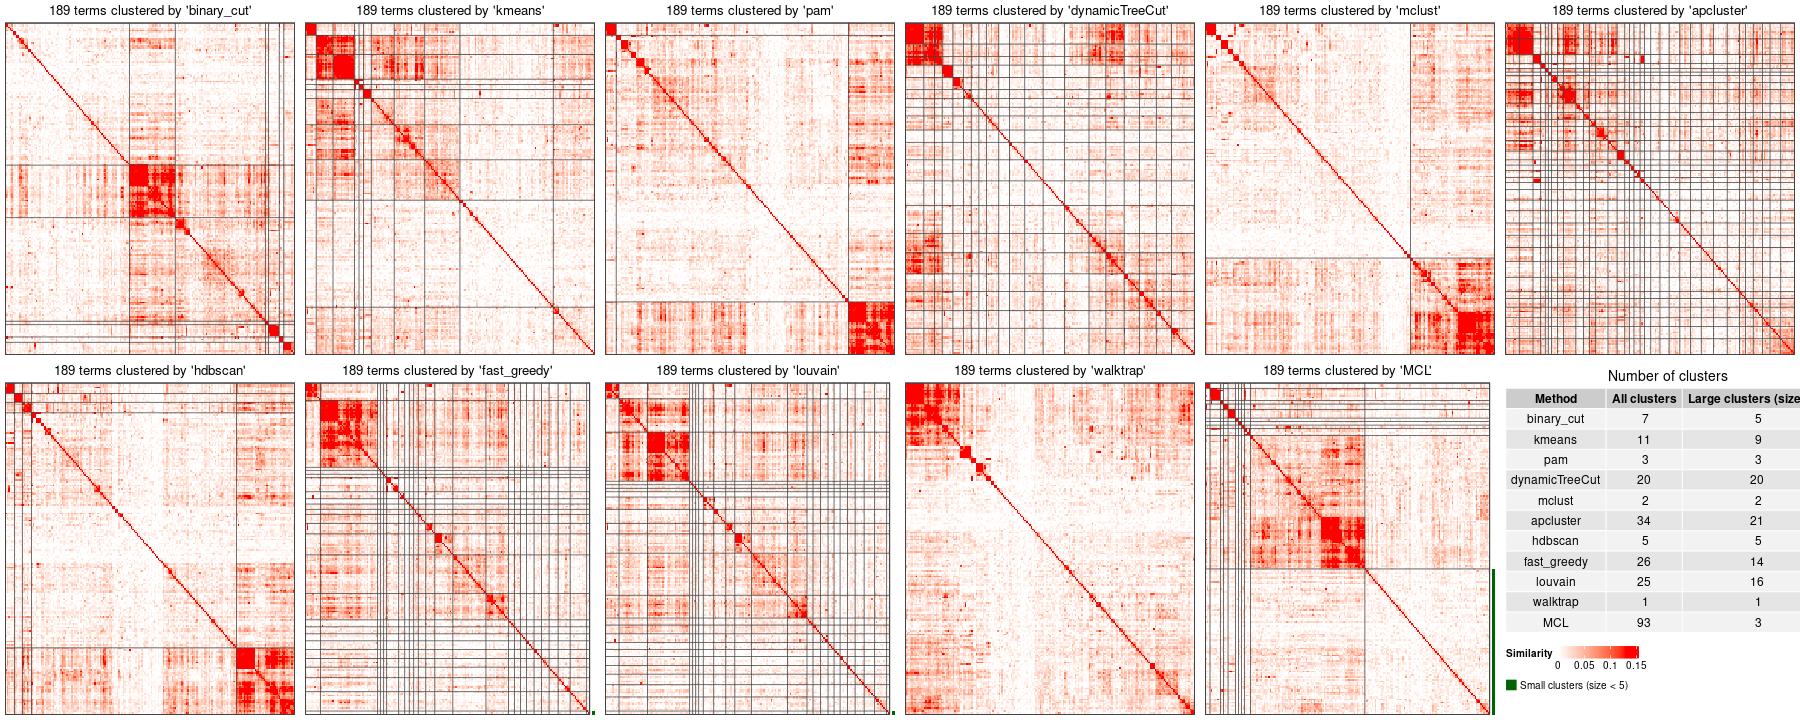 189 terms clustered by 'binary_cut'
189 terms clustered by 'kmeans'
189 terms clustered by 'pam'
189 terms clustered by 'dynamicTreeCut'
189 terms clustered by 'mclust'
189 terms clustered by 'apcluster'
189 terms clustered by 'hdbscan'
189 terms clustered by 'fast_greedy'
189 terms clustered by 'louvain'
189 terms clustered by 'walktrap'
189 terms clustered by 'MCL'
Number of clusters
Method All clusters Large clusters (size
binary_cut 7 5
kmeans 11 9
pam 3 3
dynamicTreeCut 20 20
mclust 2 2
apcluster 34 21
hdbscan 5 5
fast_greedy 26 14
louvain 25 16
walktrap 1 1
MCL 93 3
Similarity
0 0.05 0.1 0.15
Small clusters (size < 5)